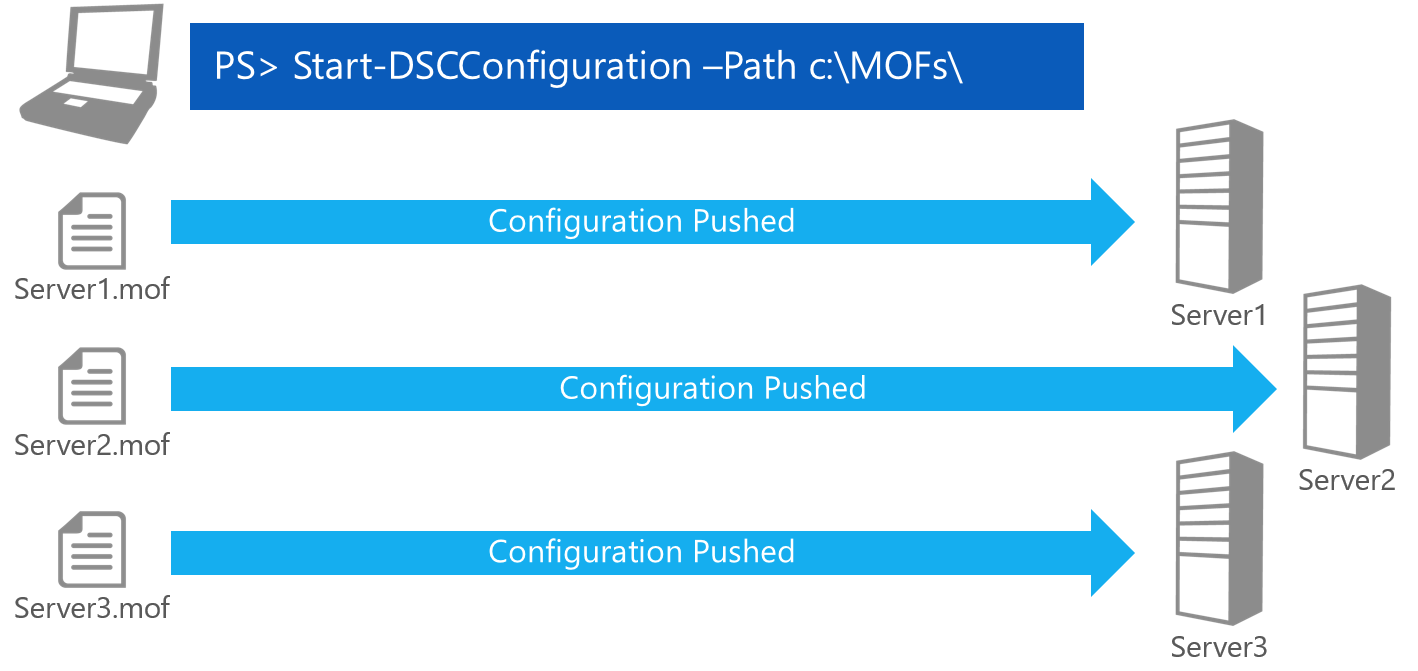 PS> Start-DSCConfiguration –Path c:\MOFs\
Configuration Pushed
Server1.mof
Server1
Configuration Pushed
Server2.mof
Server2
Configuration Pushed
Server3.mof
Server3